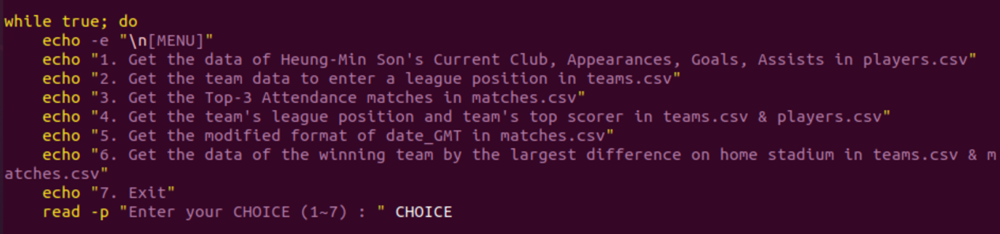 while true; do
    echo -e "\n[MENU]"
    echo "1. Get the data of Heung-Min Son's Current Club, Appearances, Goals, Assists in players.csv"
    echo "2. Get the team data to enter a league position in teams.csv"
    echo "3. Get the Top-3 Attendance matches in matches.csv"
    echo "4. Get the team's league position and team's top scorer in teams.csv & players.csv"
    echo "5. Get the modified format of date_GMT in matches.csv"
    echo "6. Get the data of the winning team by the largest difference on home stadium in teams.csv & m
atches.csv"
    echo "7. Exit"
    read -p "Enter your CHOICE (1~7) : " CHOICE